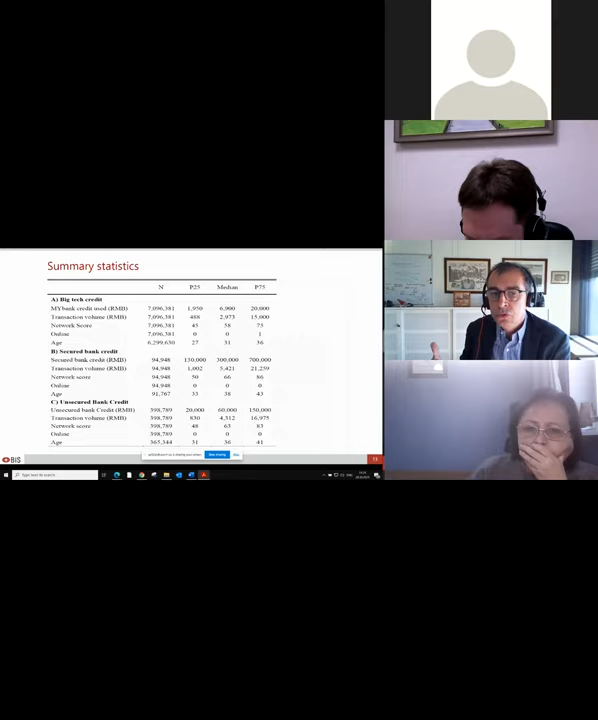 Summary statistics
N P25 Median P75
A) Big tech credit
MYbank credit used (RMB) 7,096,381 1,950 6,900 20,000
Transaction volume (RMB) 7,096,381 488 2,973 15,000
Network Score 7,096,381 45 58 75
Online 7,096,381 0 0 1
Age 6,299,630 27 31 36
B) Secured bank credit
Secured bank credit (RMB) 94,948 130,000 300,000 700,000
Transaction volume (RMB) 94,948 1,002 5,421 21,259
Network score 94,948 50 66 86
Online 94,948 0 0 0
Age 91,767 33 38 43
C) Unsecured Bank Credit
Unsecured bank Credit (RMB) 398,789 20,000 60,000 150,000
Transaction volume (RMB) 398,789 830 4,312 16,975
Network score 398,789 48 63 83
Online 398,789 0 0 0
Age 365,344 31 36 41
Stop sharing Hide
BIS
Type here to search